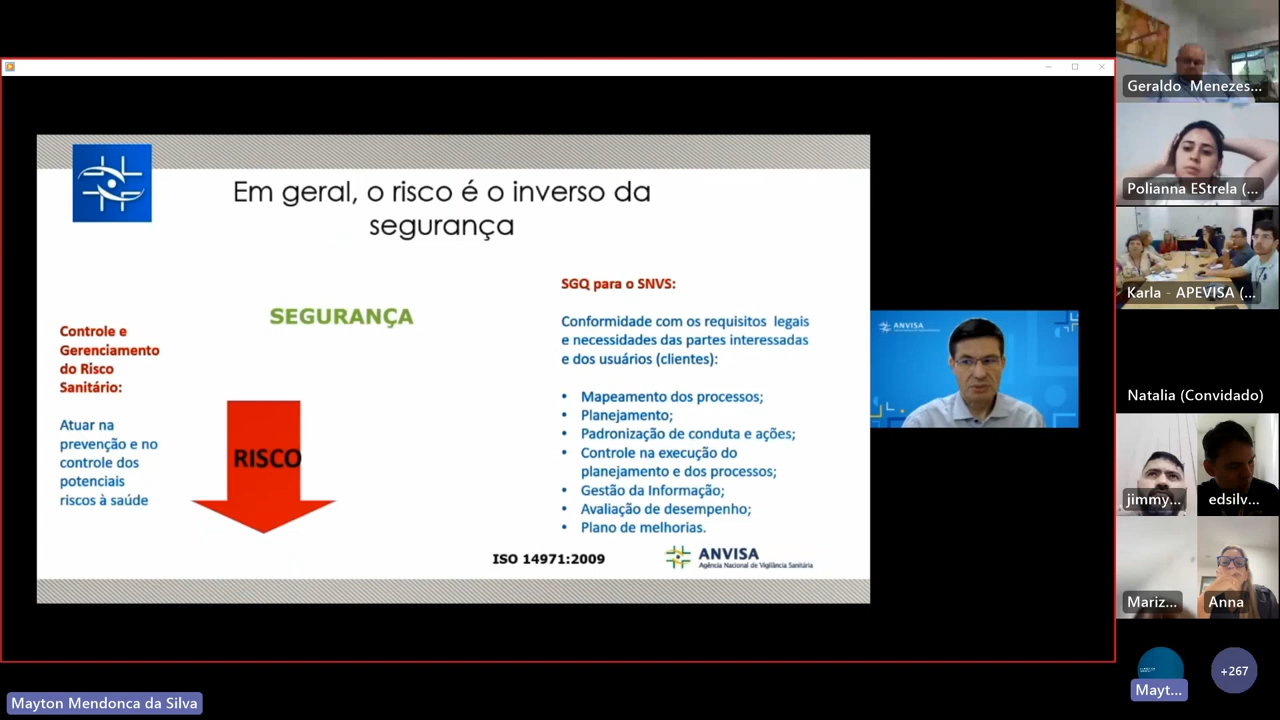 Em geral, o risco é o inverso da
segurança
SEGURANÇA
Controle e
Gerenciamento
do Risco
Sanitário:
Atuar na
prevenção e no
controle dos
potenciais
riscos à saúde
RISCO
SGQ para o SNVS:
Conformidade com os requisitos legais
e necessidades das partes interessadas
e dos usuários (clientes):
• Mapeamento dos processos;
• Planejamento;
• Padronização de conduta e ações;
• Controle na execução do
planejamento e dos processos;
• Gestão da Informação;
• Avaliação de desempenho;
• Plano de melhorias.
ISO 14971:2009
ANVISA
Agência Nacional de Vigilância Sanitária
ANVISA
Geraldo Menezes...
Polianna EStrela (...
Karla - APEVISA (...
Natalia (Convidado)
jimmy...
edsilv...
Mariz...
Anna
Mayt...
+267
Mayton Mendonca da Silva